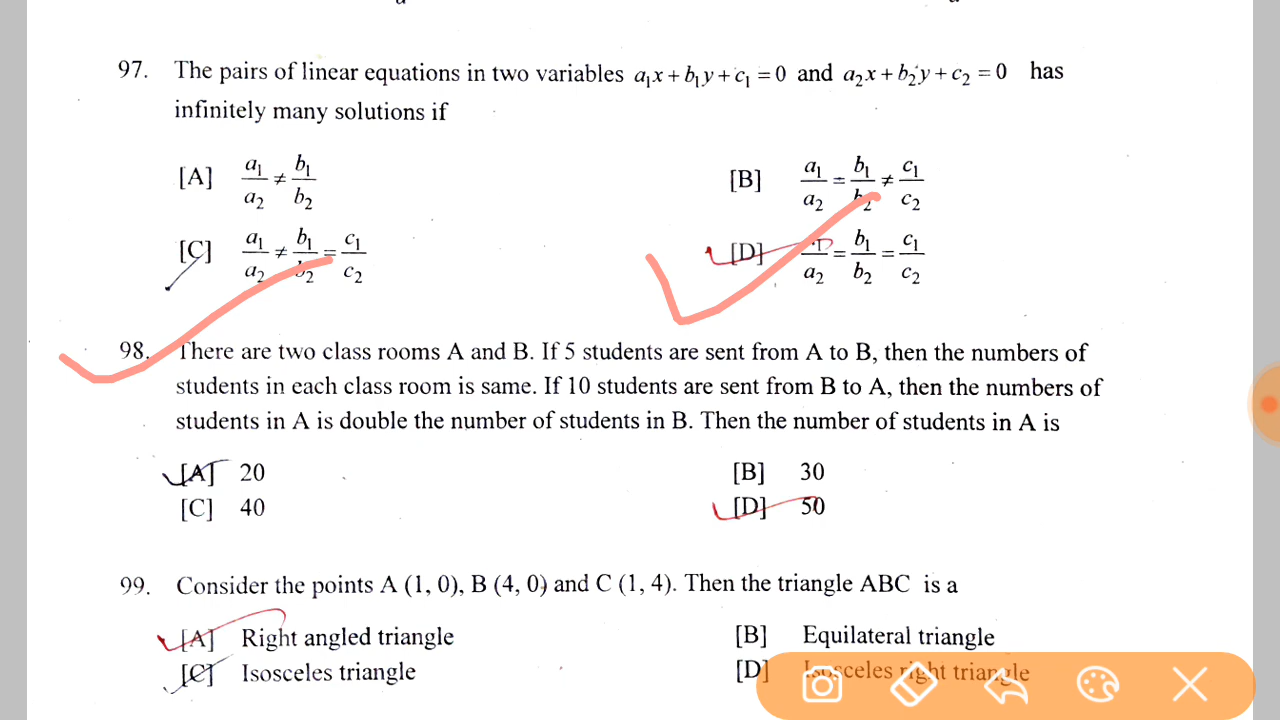 97. The pairs of linear equations in two variables a₁x + b₁y + c₁ = 0 and a₂x + b₂y + c₂ = 0 has
infinitely many solutions if
[A] a₁/a₂ ≠ b₁/b₂ [B] a₁/a₂ = b₁/b₂ ≠ c₁/c₂
[C] a₁/a₂ ≠ b₁/b₂ = c₁/c₂ [D] a₁/a₂ = b₁/b₂ = c₁/c₂
98. There are two class rooms A and B. If 5 students are sent from A to B, then the numbers of
students in each class room is same. If 10 students are sent from B to A, then the numbers of
students in A is double the number of students in B. Then the number of students in A is
[A] 20 [B] 30
[C] 40 [D] 50
99. Consider the points A (1, 0), B (4, 0) and C (1, 4). Then the triangle ABC is a
[A] Right angled triangle [B] Equilateral triangle
[C] Isosceles triangle [D] Isosceles right triangle